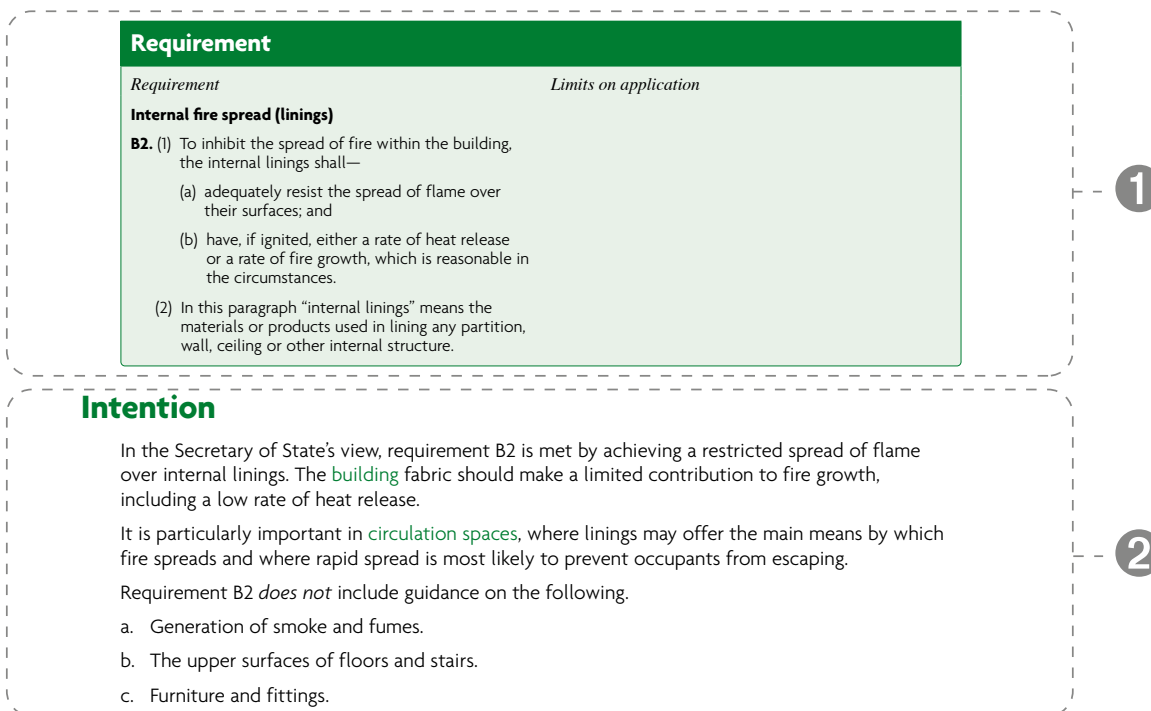 Requirement
Requirement
Limits on application
Internal fire spread (linings)
B2. (1) To inhibit the spread of fire within the building,
the internal linings shall—
(a) adequately resist the spread of flame over
their surfaces; and
(b) have, if ignited, either a rate of heat release
or a rate of fire growth, which is reasonable in
the circumstances.
(2) In this paragraph “internal linings” means the
materials or products used in lining any partition,
wall, ceiling or other internal structure.
1
Intention
In the Secretary of State’s view, requirement B2 is met by achieving a restricted spread of flame
over internal linings. The building fabric should make a limited contribution to fire growth,
including a low rate of heat release.
It is particularly important in circulation spaces, where linings may offer the main means by which
fire spreads and where rapid spread is most likely to prevent occupants from escaping.
Requirement B2 does not include guidance on the following.
a. Generation of smoke and fumes.
b. The upper surfaces of floors and stairs.
c. Furniture and fittings.
2